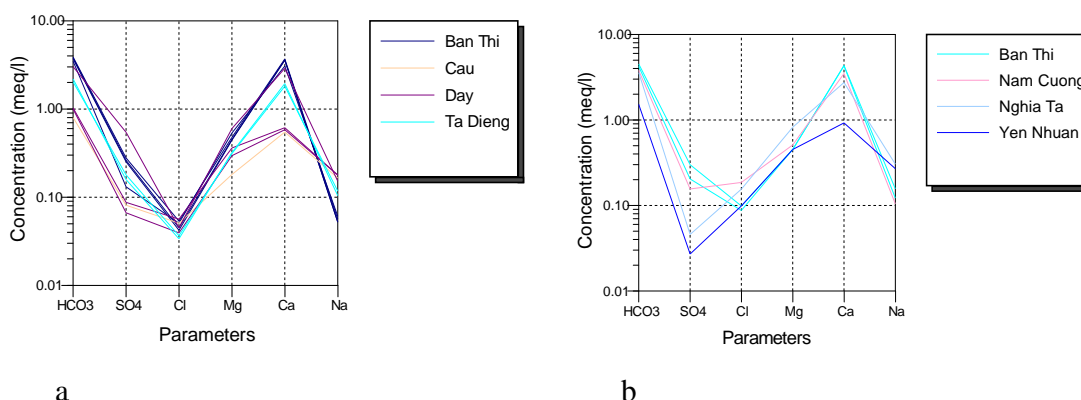 10.00
1.00
0.10
0.01
Concentration (meq/l)
HCO3 SO4 Cl Mg Ca Na
Parameters
Ban Thi
Cau
Day
Ta Dieng
a
10.00
1.00
0.10
0.01
Concentration (meq/l)
HCO3 SO4 Cl Mg Ca Na
Parameters
Ban Thi
Nam Cuong
Nghia Ta
Yen Nhuan
b